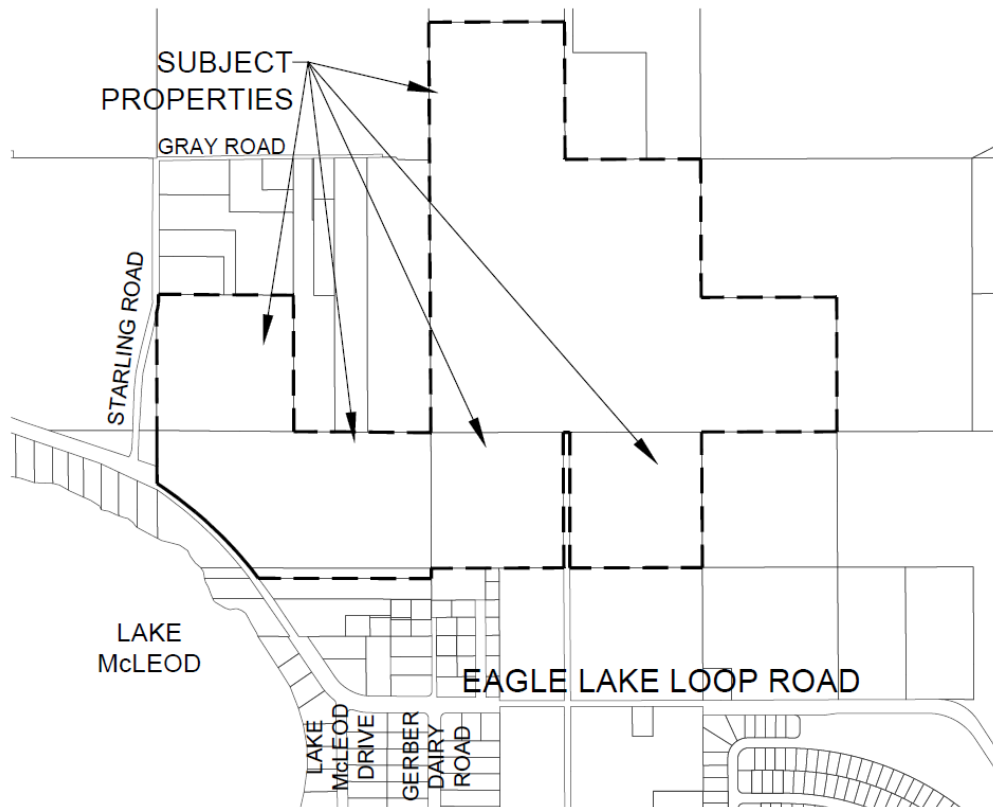 SUBJECT
PROPERTIES
GRAY ROAD
STARLING ROAD
LAKE
McLEOD
EAGLE LAKE LOOP ROAD
LAKE
McLEOD
DRIVE
GERBER
DAIRY
ROAD